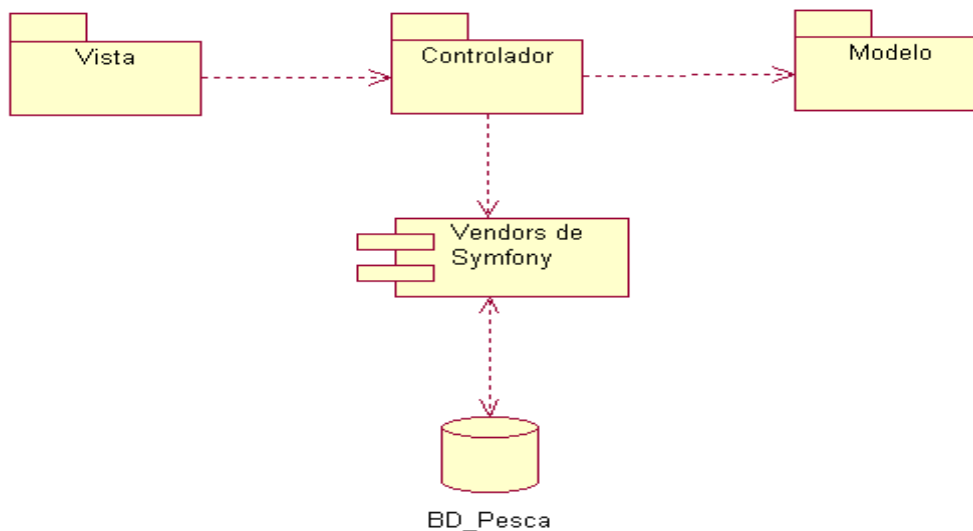 Vista
Controlador
Modelo
Vendors de
Symfony
BD_Pesca